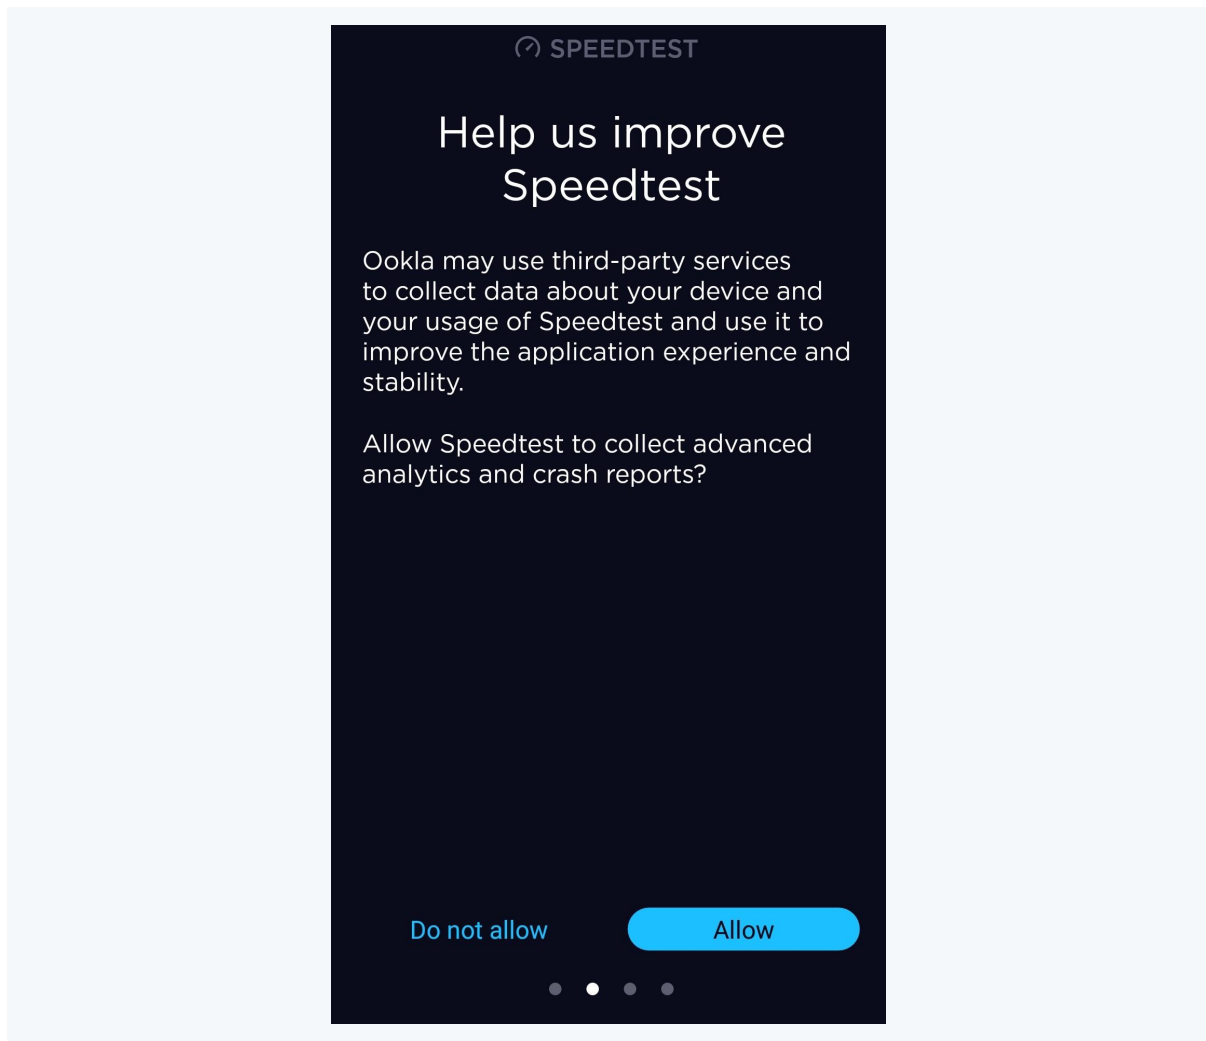 SPEEDTEST
Help us improve
Speedtest
Ookla may use third-party services
to collect data about your device and
your usage of Speedtest and use it to
improve the application experience and
stability.
Allow Speedtest to collect advanced
analytics and crash reports?
Do not allow
Allow